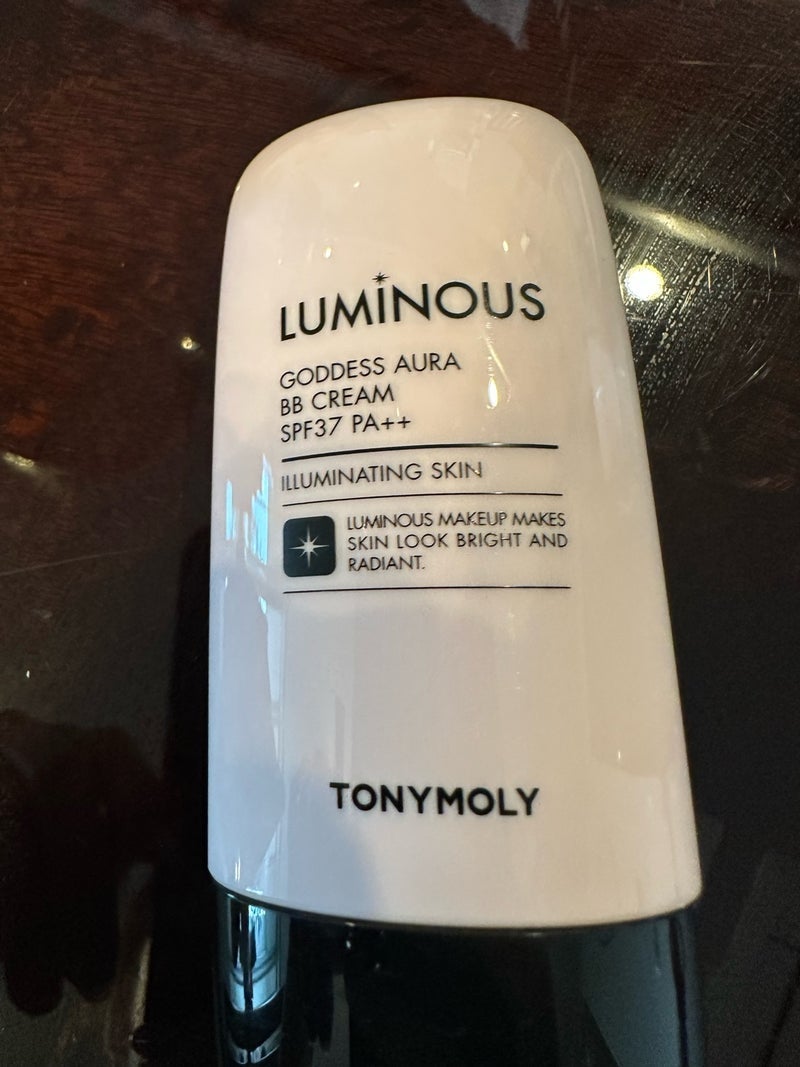 LUMINOUS
GODDESS AURA
BB CREAM
SPF37 PA++
ILLUMINATING SKIN
LUMINOUS MAKEUP MAKES
SKIN LOOK BRIGHT AND
RADIANT.
TONYMOLY